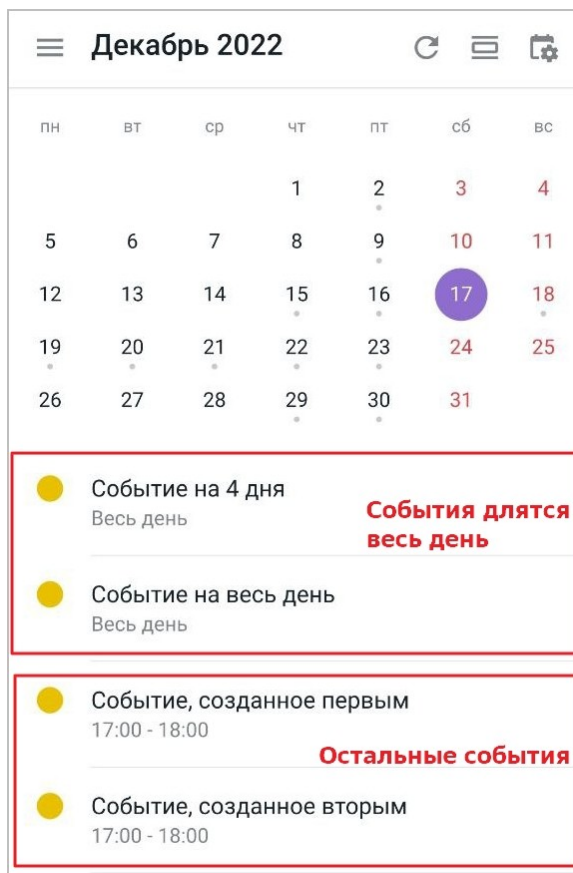 Декабрь 2022
пн вт ср чт пт сб вс
1 2 3 4
5 6 7 8 9 10 11
12 13 14 15 16 17 18
19 20 21 22 23 24 25
26 27 28 29 30 31
Событие на 4 дня
Весь день
События длятся
весь день
Событие на весь день
Весь день
Событие, созданное первым
17:00 - 18:00
Остальные события
Событие, созданное вторым
17:00 - 18:00